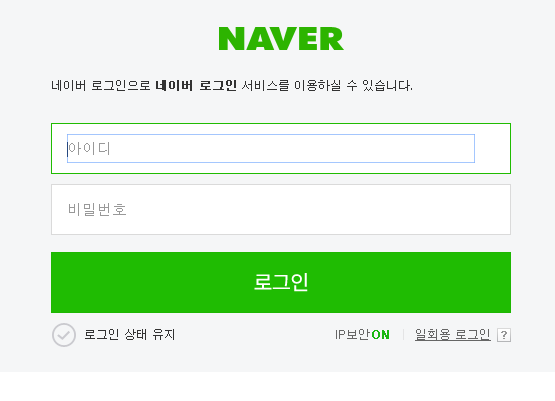 NAVER
네이버 로그인으로 네이버 로그인 서비스를 이용하실 수 있습니다.
아이디
비밀번호
로그인
로그인 상태 유지 IP보안ON 일회용 로그인 ?